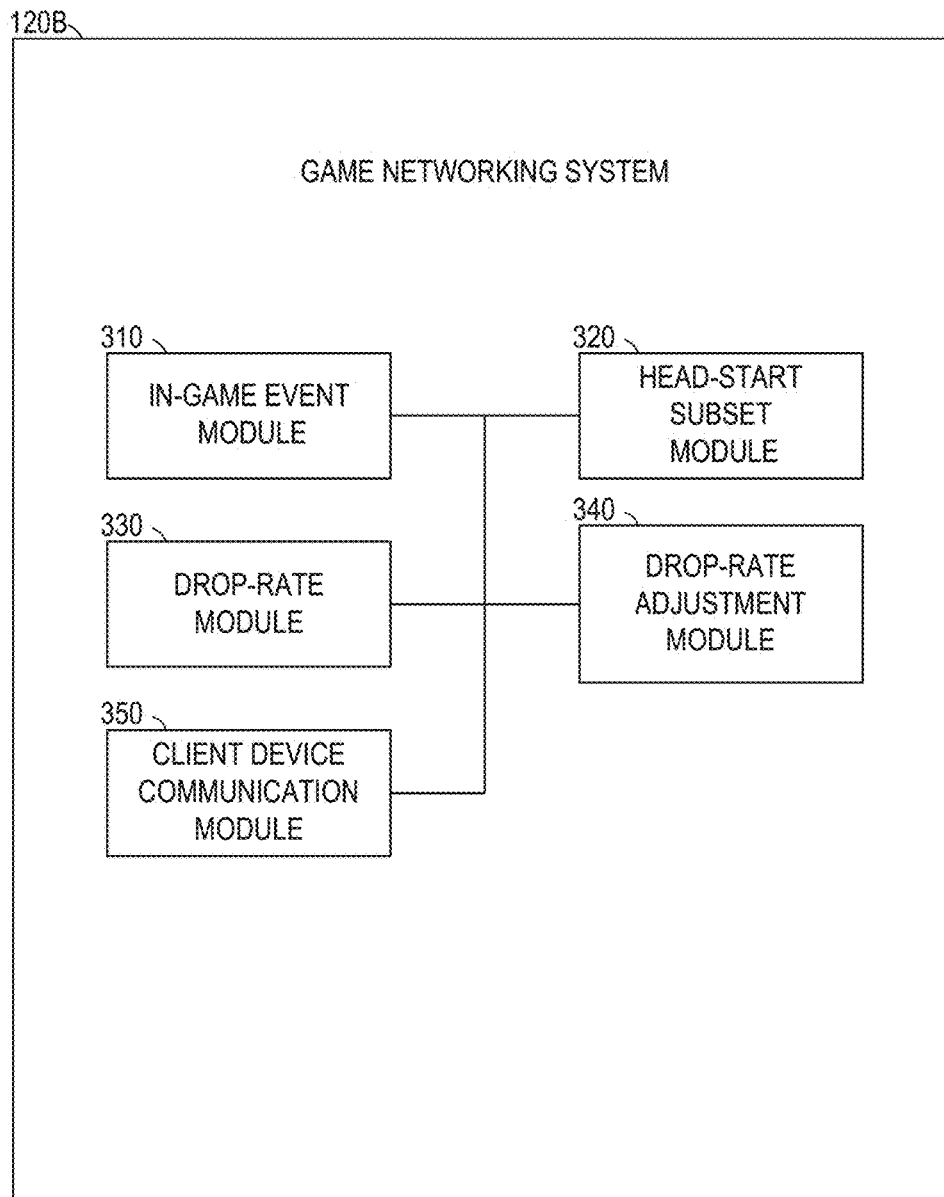 120B
GAME NETWORKING SYSTEM
310
IN-GAME EVENT
MODULE
320
HEAD-START
SUBSET
MODULE
330
DROP-RATE
MODULE
340
DROP-RATE
ADJUSTMENT
MODULE
350
CLIENT DEVICE
COMMUNICATION
MODULE